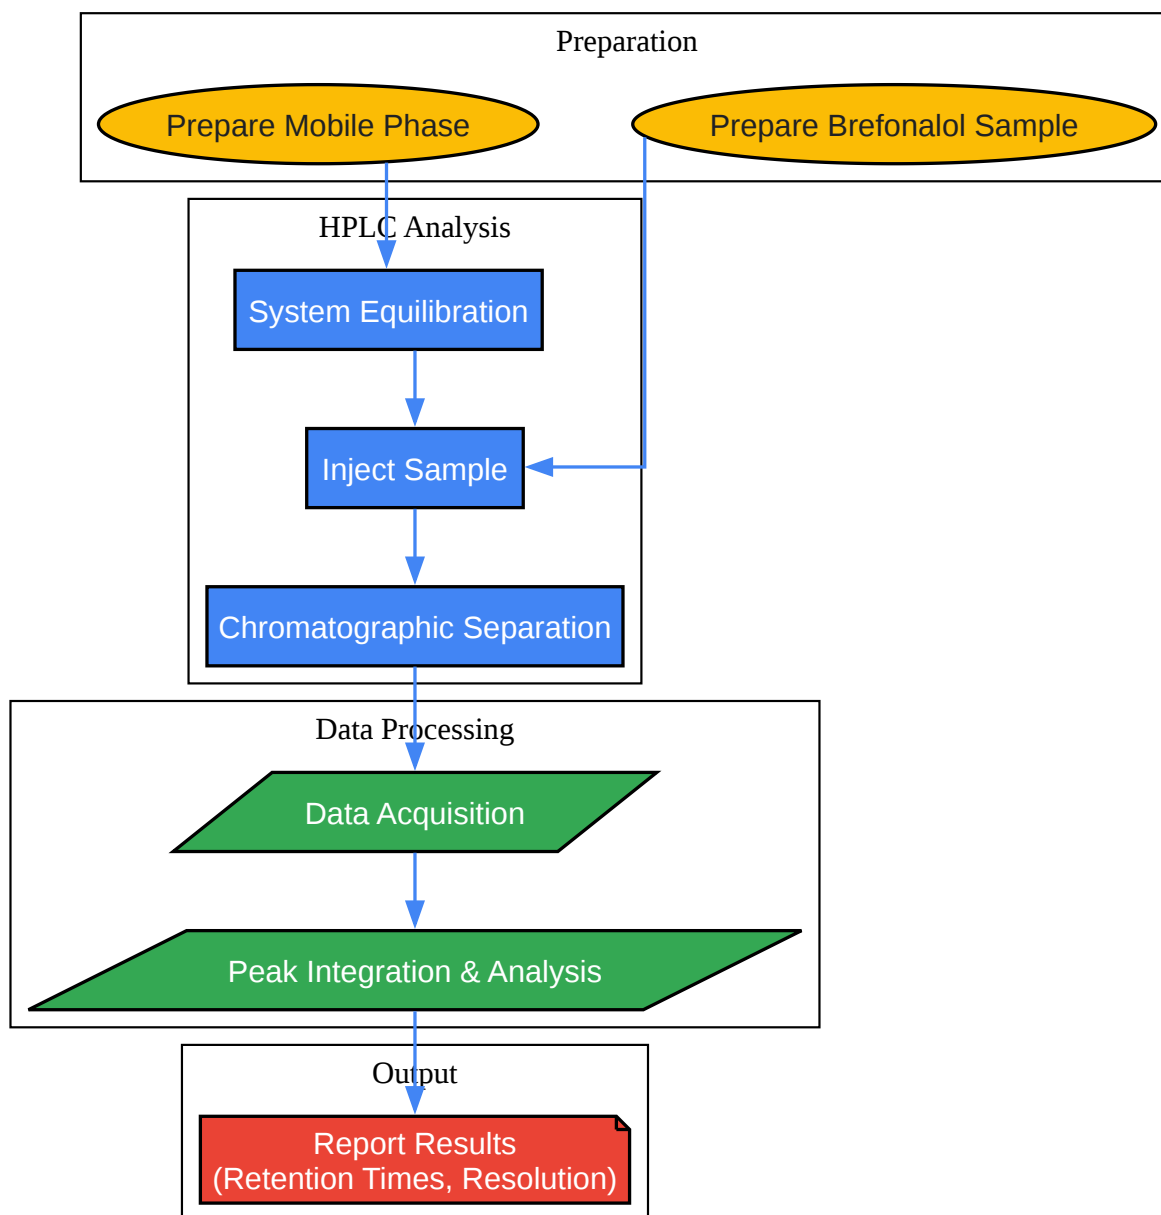 Preparation
Prepare Mobile Phase
Prepare Brefonalol Sample
HPLC Analysis
System Equilibration
Inject Sample
Chromatographic Separation
Data Processing
Data Acquisition
Peak Integration & Analysis
Output
Report Results
(Retention Times, Resolution)